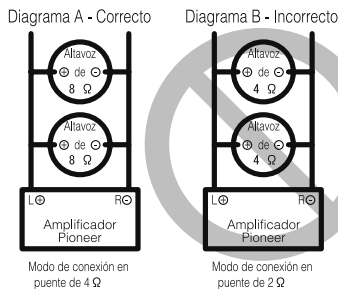 Diagrama A - Correcto
Altavoz
⊕ de ⊖
8 Ω
Altavoz
⊕ de ⊖
8 Ω
L⊕ R⊖
Amplificador
Pioneer
Modo de conexión en
puente de 4 Ω
Diagrama B - Incorrecto
Altavoz
⊕ de ⊖
4 Ω
Altavoz
⊕ de ⊖
4 Ω
L⊕ R⊖
Amplificador
Pioneer
Modo de conexión en
puente de 2 Ω